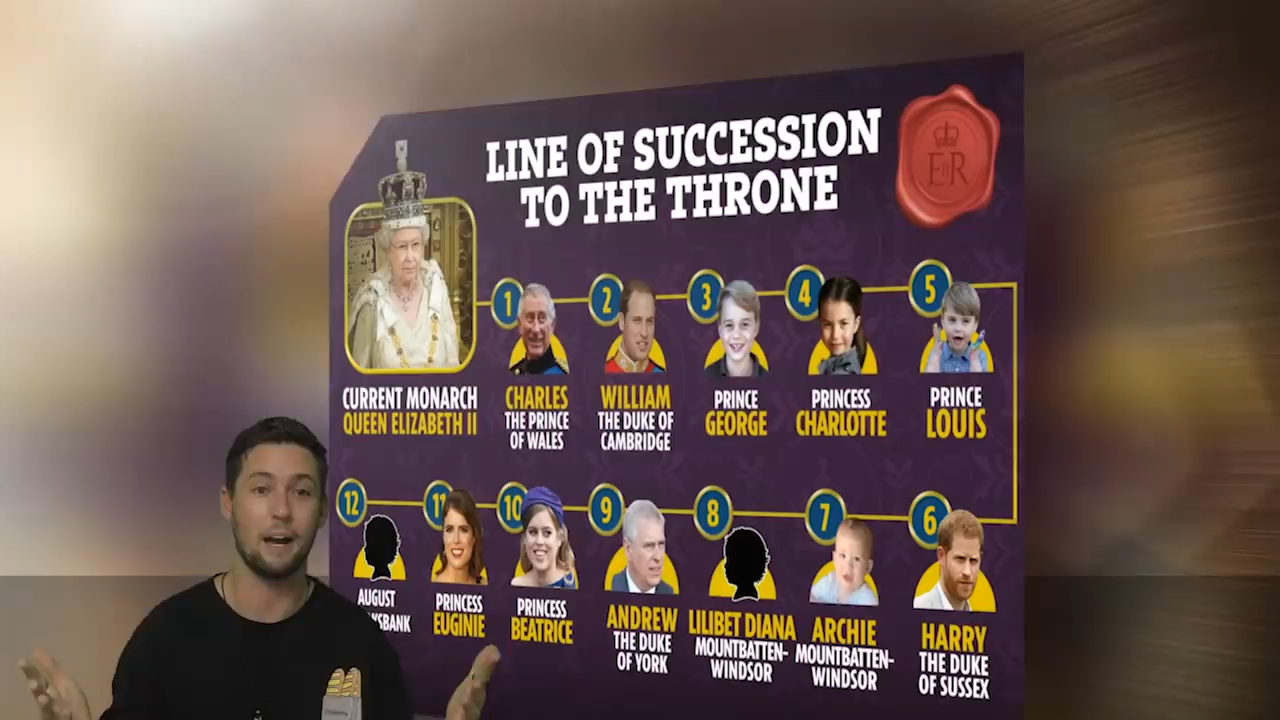 LINE OF SUCCESSION
TO THE THRONE
EIIR
CURRENT MONARCH
QUEEN ELIZABETH II
1
CHARLES
THE PRINCE
OF WALES
2
WILLIAM
THE DUKE OF
CAMBRIDGE
3
PRINCE
GEORGE
4
PRINCESS
CHARLOTTE
5
PRINCE
LOUIS
12
AUGUST
11
PRINCESS
EUGINIE
10
PRINCESS
BEATRICE
9
ANDREW
THE DUKE
OF YORK
8
LILIBET DIANA
MOUNTBATTEN-
WINDSOR
7
ARCHIE
MOUNTBATTEN-
WINDSOR
6
HARRY
THE DUKE
OF SUSSEX